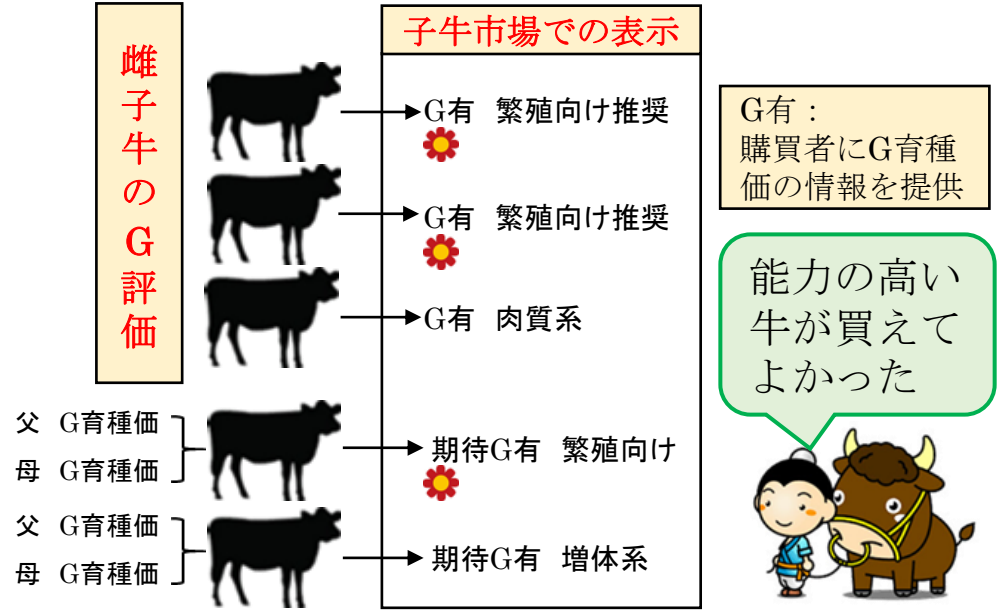 雌子牛のG評価
子牛市場での表示
G有 繁殖向け推奨
G有 繁殖向け推奨
G有 肉質系
父 G育種価
母 G育種価
期待G有 繁殖向け
父 G育種価
母 G育種価
期待G有 増体系
G有：
購買者にG育種
価の情報を提供
能力の高い
牛が買えて
よかった